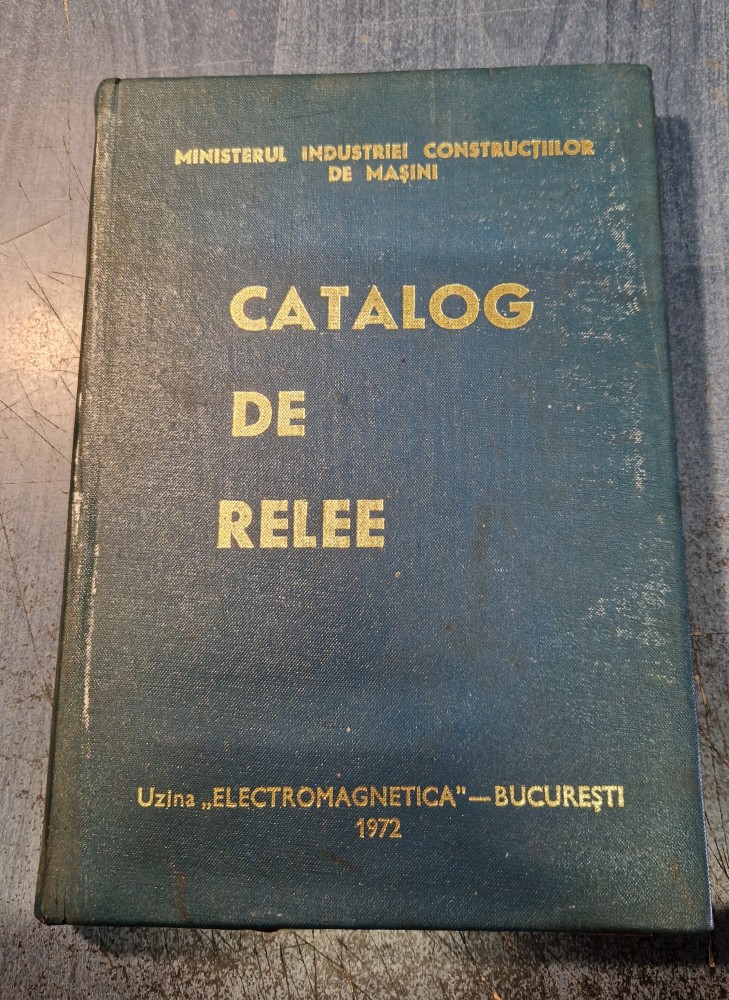 MINISTERUL INDUSTRIEI CONSTRUCȚIILOR
DE MAȘINI
CATALOG
DE
RELEE
Uzina „ELECTROMAGNETICA”—BUCUREȘTI
1972